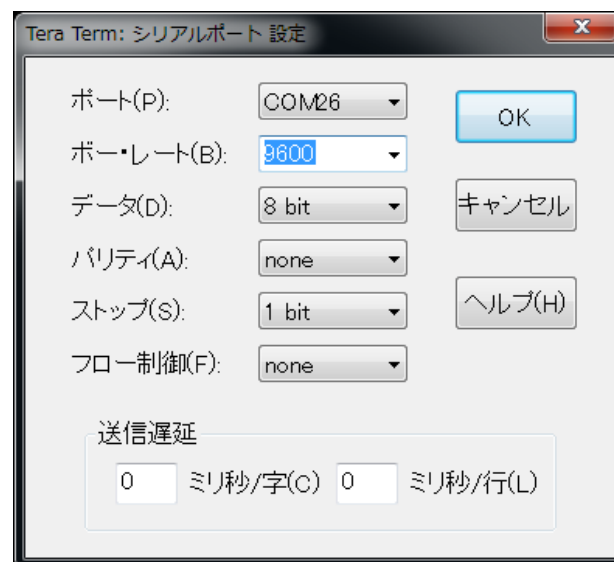 Tera Term: シリアルポート 設定
ポート(P): COM26
OK
ボー・レート(B): 9600
データ(D): 8 bit
キャンセル
パリティ(A): none
ストップ(S): 1 bit
ヘルプ(H)
フロー制御(F): none
送信遅延
0 ミリ秒/字(C) 0 ミリ秒/行(L)